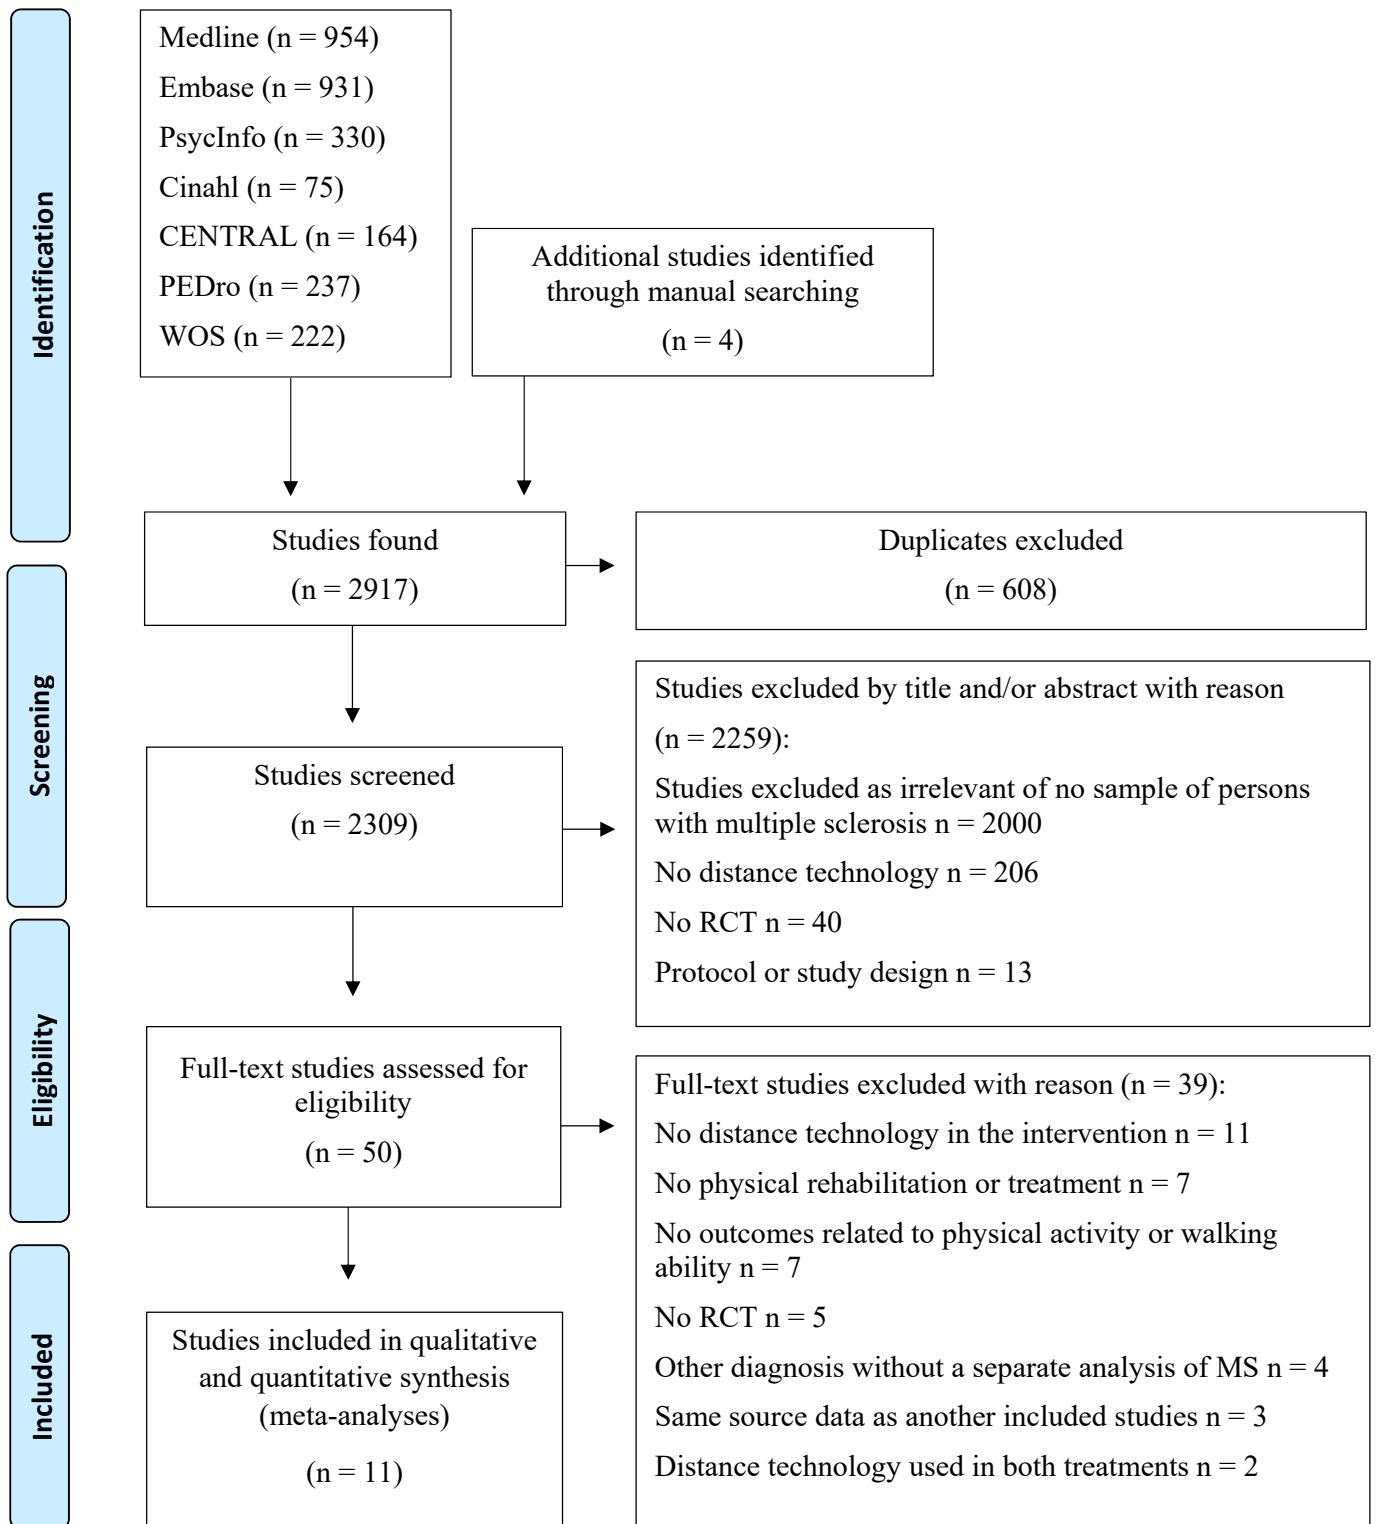 Identification
Medline (n = 954)
Embase (n = 931)
PsycInfo (n = 330)
Cinahl (n = 75)
CENTRAL (n = 164)
PEDro (n = 237)
WOS (n = 222)
Additional studies identified
through manual searching
(n = 4)
Studies found
(n = 2917)
Duplicates excluded
(n = 608)
Screening
Studies screened
(n = 2309)
Studies excluded by title and/or abstract with reason
(n = 2259):
Studies excluded as irrelevant of no sample of persons
with multiple sclerosis n = 2000
No distance technology n = 206
No RCT n = 40
Protocol or study design n = 13
Eligibility
Full-text studies assessed for
eligibility
(n = 50)
Full-text studies excluded with reason (n = 39):
No distance technology in the intervention n = 11
No physical rehabilitation or treatment n = 7
No outcomes related to physical activity or walking
ability n = 7
No RCT n = 5
Other diagnosis without a separate analysis of MS n = 4
Same source data as another included studies n = 3
Distance technology used in both treatments n = 2
Included
Studies included in qualitative
and quantitative synthesis
(meta-analyses)
(n = 11)